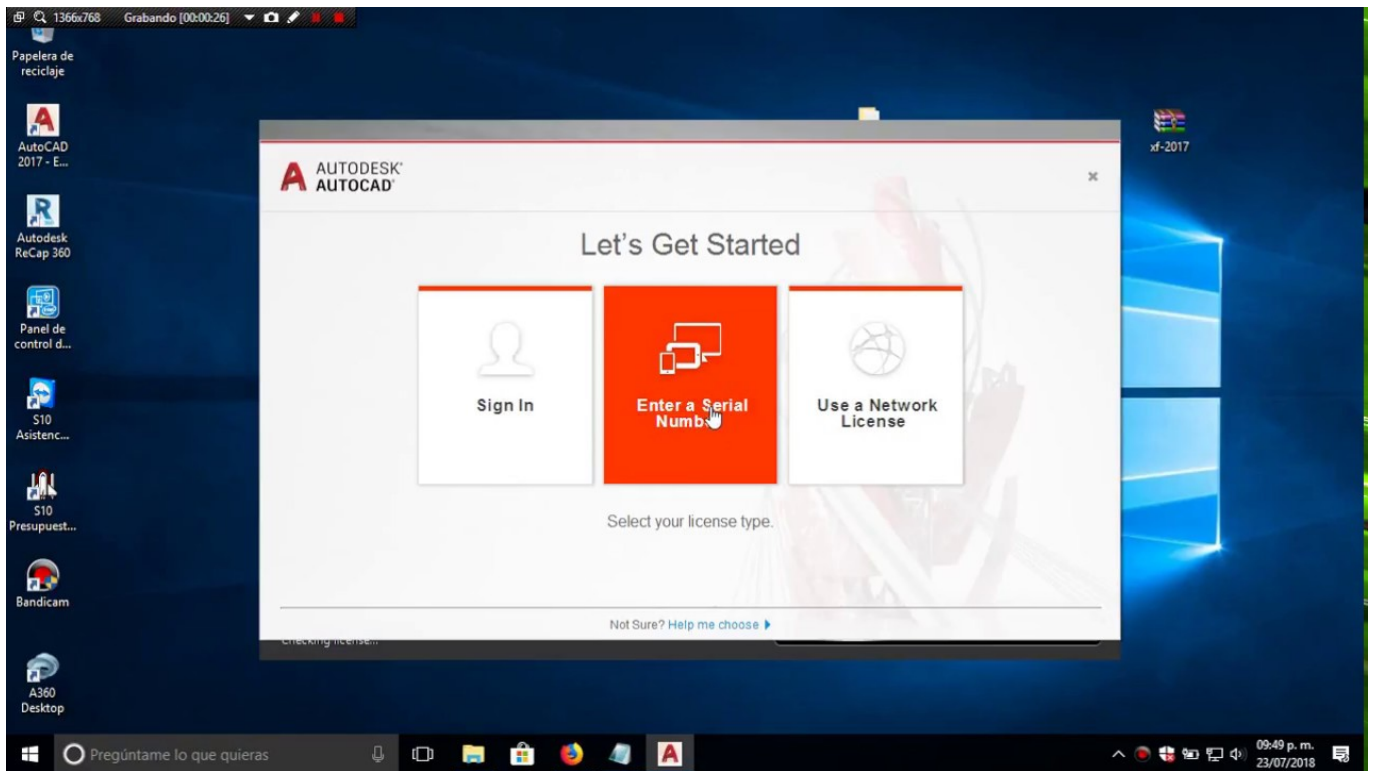 1366x768 Grabando [00:00:26]
Papelera de
reciclaje
AutoCAD
2017 - E...
Autodesk
ReCap 360
Panel de
control d...
S10
Asistenc...
S10
Presupuest...
Bandicam
A360
Desktop
xf-2017
AUTODESK®
AUTOCAD®
Let's Get Started
Sign In
Enter a Serial
Numb
Use a Network
License
Select your license type.
Not Sure? Help me choose
Checking license...
Pregúntame lo que quieras
09:49 p. m.
23/07/2018